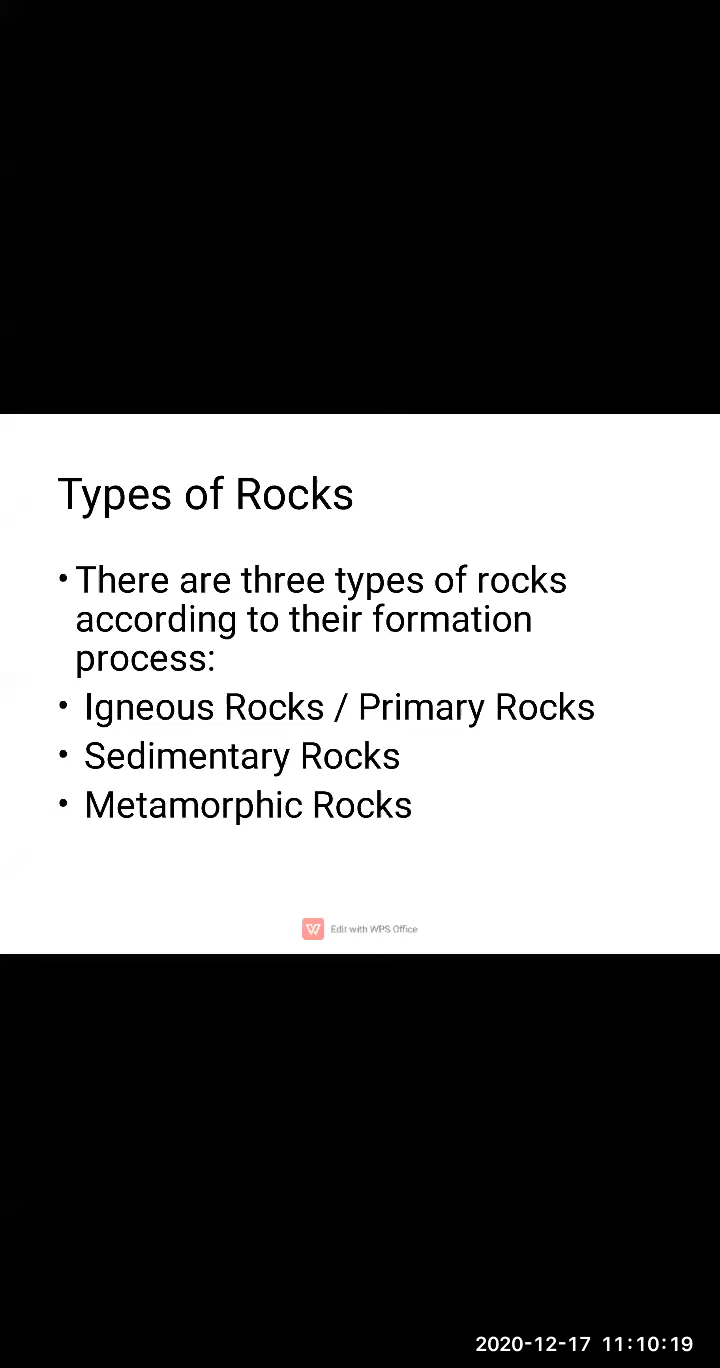 Types of Rocks
• There are three types of rocks
according to their formation
process:
• Igneous Rocks / Primary Rocks
• Sedimentary Rocks
• Metamorphic Rocks
Edit with WPS Office
2020-12-17 11:10:19